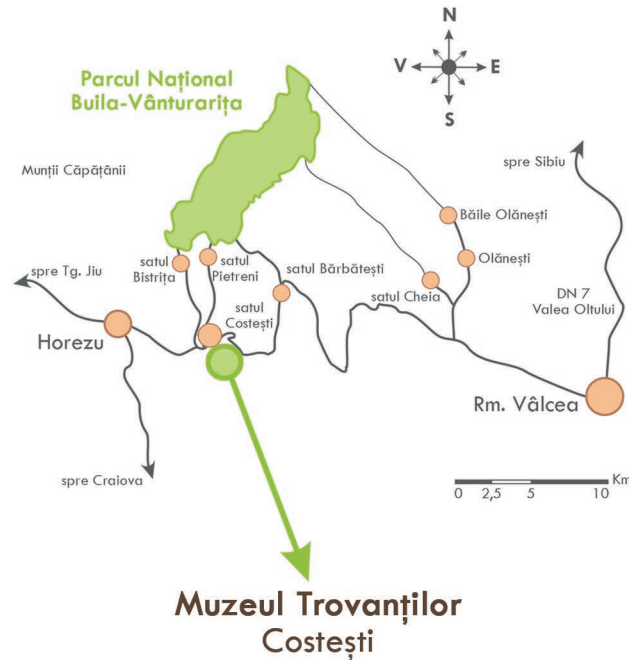 N
V
E
S
Parcul Național
Buila-Vânturarița
Munții Căpățânii
spre Sibiu
Băile Olănești
Olănești
satul
Bistrița
satul
Pietreni
satul Bărbătești
satul Cheia
spre Tg. Jiu
satul
Costești
DN 7
Valea Oltului
Horezu
Rm. Vâlcea
spre Craiova
Km
0
2,5
5
10
Muzeul Trovanților
Costești